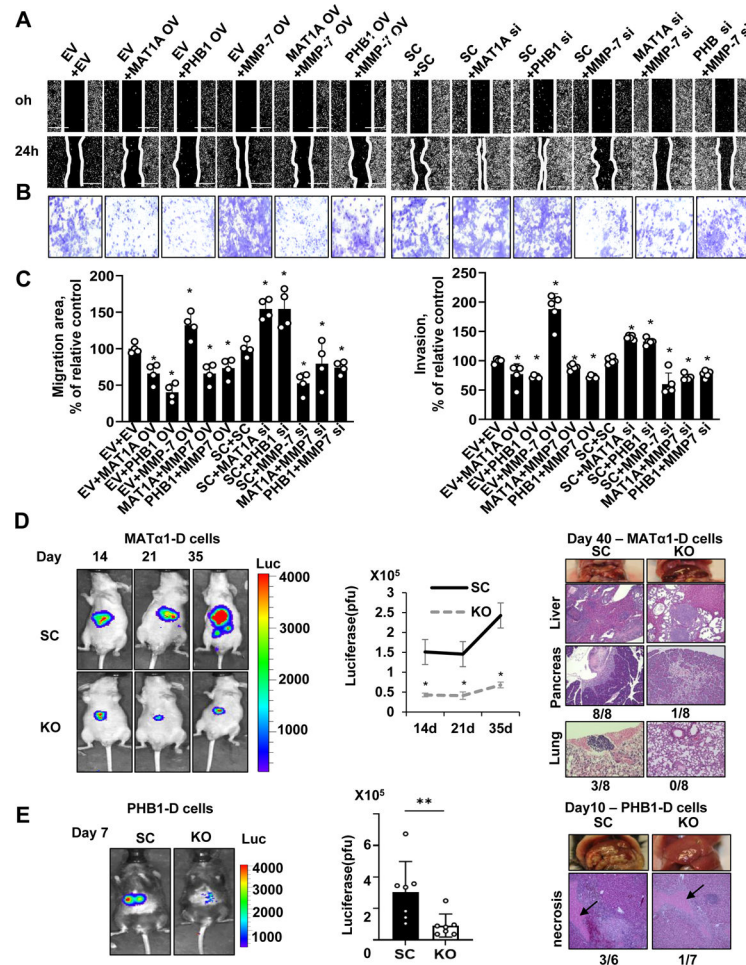 A
EV +EV
EV +MAT1A OV
EV +PHB1 OV
EV +MMP-7 OV
MAT1A OV +MMP-7 OV
PHB1 OV +MMP-7 OV
SC +SC
SC +MAT1A si
SC +PHB1 si
SC +MMP-7 si
MAT1A si +MMP-7 si
PHB si +MMP-7 si
oh
24h
B
C
Migration area, % of relative control
200
150
100
50
0
* * * * * * * * * *
EV+EV
EV+MAT1A OV
EV+PHB1 OV
EV+MMP-7 OV
MAT1A+MMP7 OV
PHB1+MMP7 OV
SC+SC
SC+MAT1A si
SC+PHB1 si
SC+MMP-7 si
MAT1A+MMP7 si
PHB1+MMP7 si
Invasion, % of relative control
250
200
150
100
50
0
* * * * * * * * * *
EV+EV
EV+MAT1A OV
EV+PHB1 OV
EV+MMP-7 OV
MAT1A+MMP7 OV
PHB1+MMP7 OV
SC+SC
SC+MAT1A si
SC+PHB1 si
SC+MMP-7 si
MAT1A+MMP7 si
PHB1+MMP7 si
D
MATα1-D cells
Day 14 21 35
Luc
4000
3000
2000
1000
SC
KO
X10⁵
Luciferase(pfu)
3
2.5
2
1.5
1
0.5
0
SC
KO
* * *
14d 21d 35d
Day 40 – MATα1-D cells
SC KO
Liver
Pancreas
8/8 1/8
Lung
3/8 0/8
E
PHB1-D cells
Day 7 SC KO
Luc
4000
3000
2000
1000
X10⁵
Luciferase(pfu)
8
6
4
2
0
**
SC KO
Day10 – PHB1-D cells
SC KO
necrosis
3/6 1/7